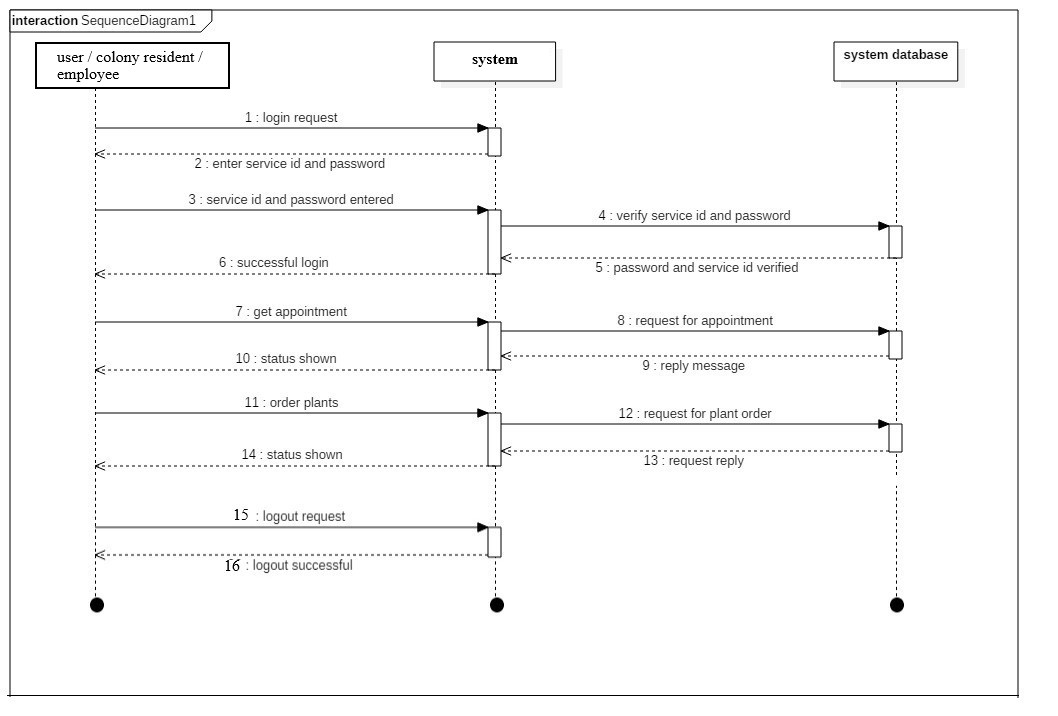 interaction SequenceDiagram1
user / colony resident /
employee
system
system database
1 : login request
2 : enter service id and password
3 : service id and password entered
4 : verify service id and password
5 : password and service id verified
6 : successful login
7 : get appointment
8 : request for appointment
9 : reply message
10 : status shown
11 : order plants
12 : request for plant order
13 : request reply
14 : status shown
15 : logout request
16 : logout successful